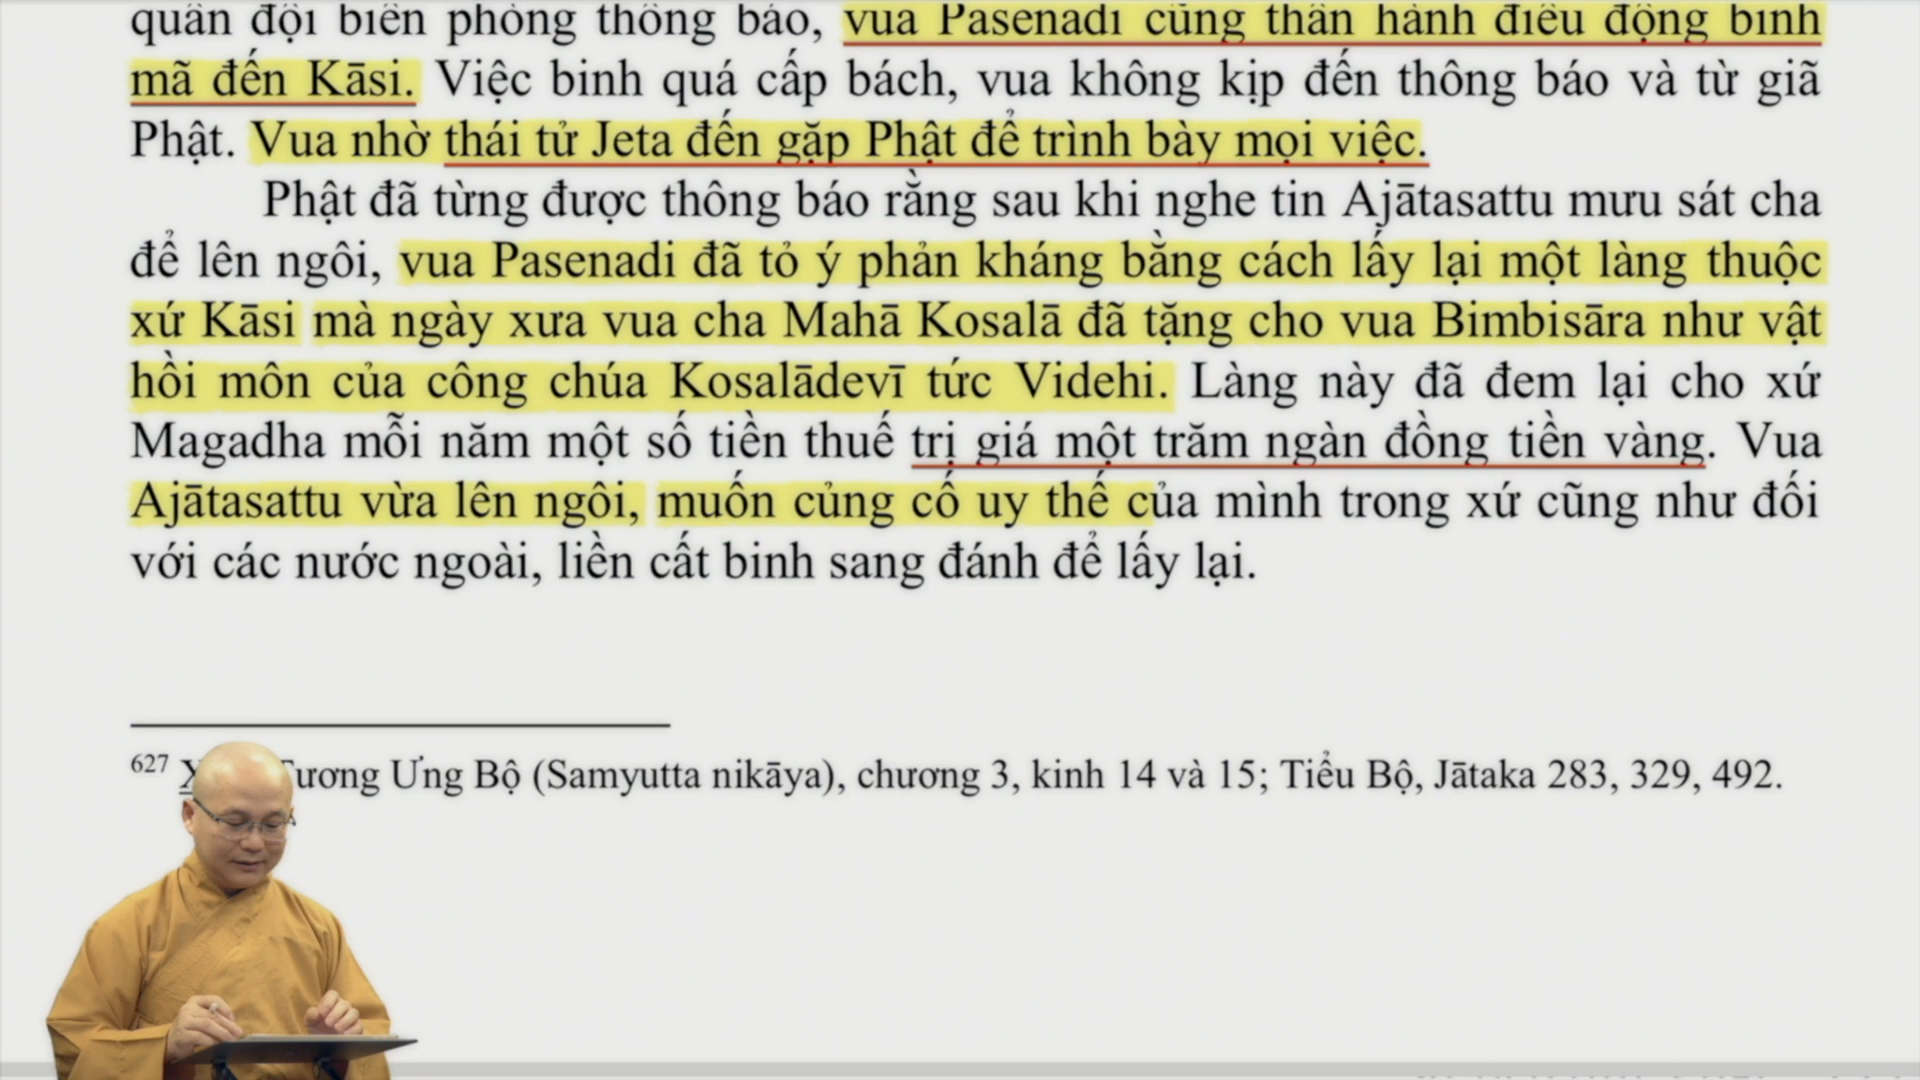 quân đội biên phòng thông báo, vua Pasenadi cũng thân hành điều động binh
mã đến Kāsi. Việc binh quá cấp bách, vua không kịp đến thông báo và từ giã
Phật. Vua nhờ thái tử Jeta đến gặp Phật để trình bày mọi việc.
Phật đã từng được thông báo rằng sau khi nghe tin Ajātasattu mưu sát cha
để lên ngôi, vua Pasenadi đã tỏ ý phản kháng bằng cách lấy lại một làng thuộc
xứ Kāsi mà ngày xưa vua cha Mahā Kosalā đã tặng cho vua Bimbisāra như vật
hồi môn của công chúa Kosalādevī tức Videhi. Làng này đã đem lại cho xứ
Magadha mỗi năm một số tiền thuế trị giá một trăm ngàn đồng tiền vàng. Vua
Ajātasattu vừa lên ngôi, muốn củng cố uy thế của mình trong xứ cũng như đối
với các nước ngoài, liền cất binh sang đánh để lấy lại.
627 Tương Ưng Bộ (Samyutta nikāya), chương 3, kinh 14 và 15; Tiểu Bộ, Jātaka 283, 329, 492.